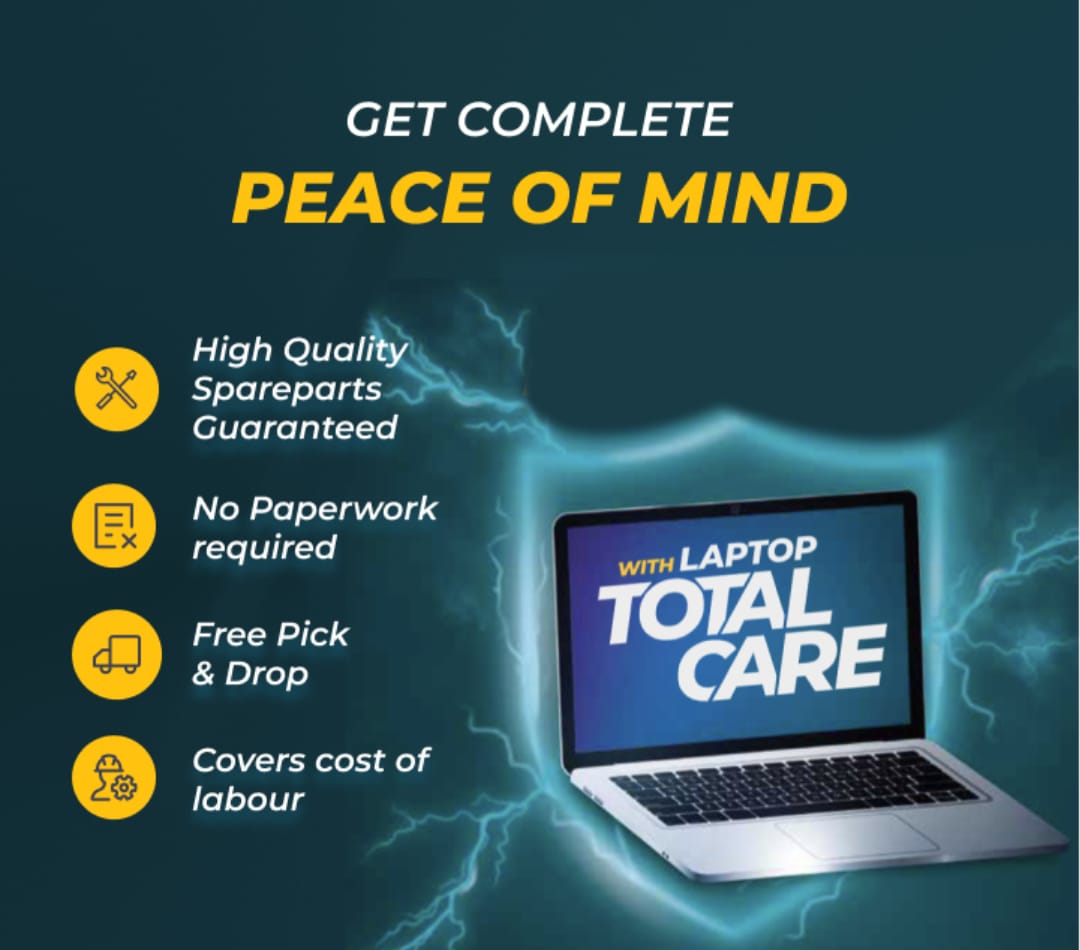 GET COMPLETE
PEACE OF MIND
High Quality
Spareparts
Guaranteed
No Paperwork
required
Free Pick
& Drop
Covers cost of
labour
WITH LAPTOP
TOTAL
CARE